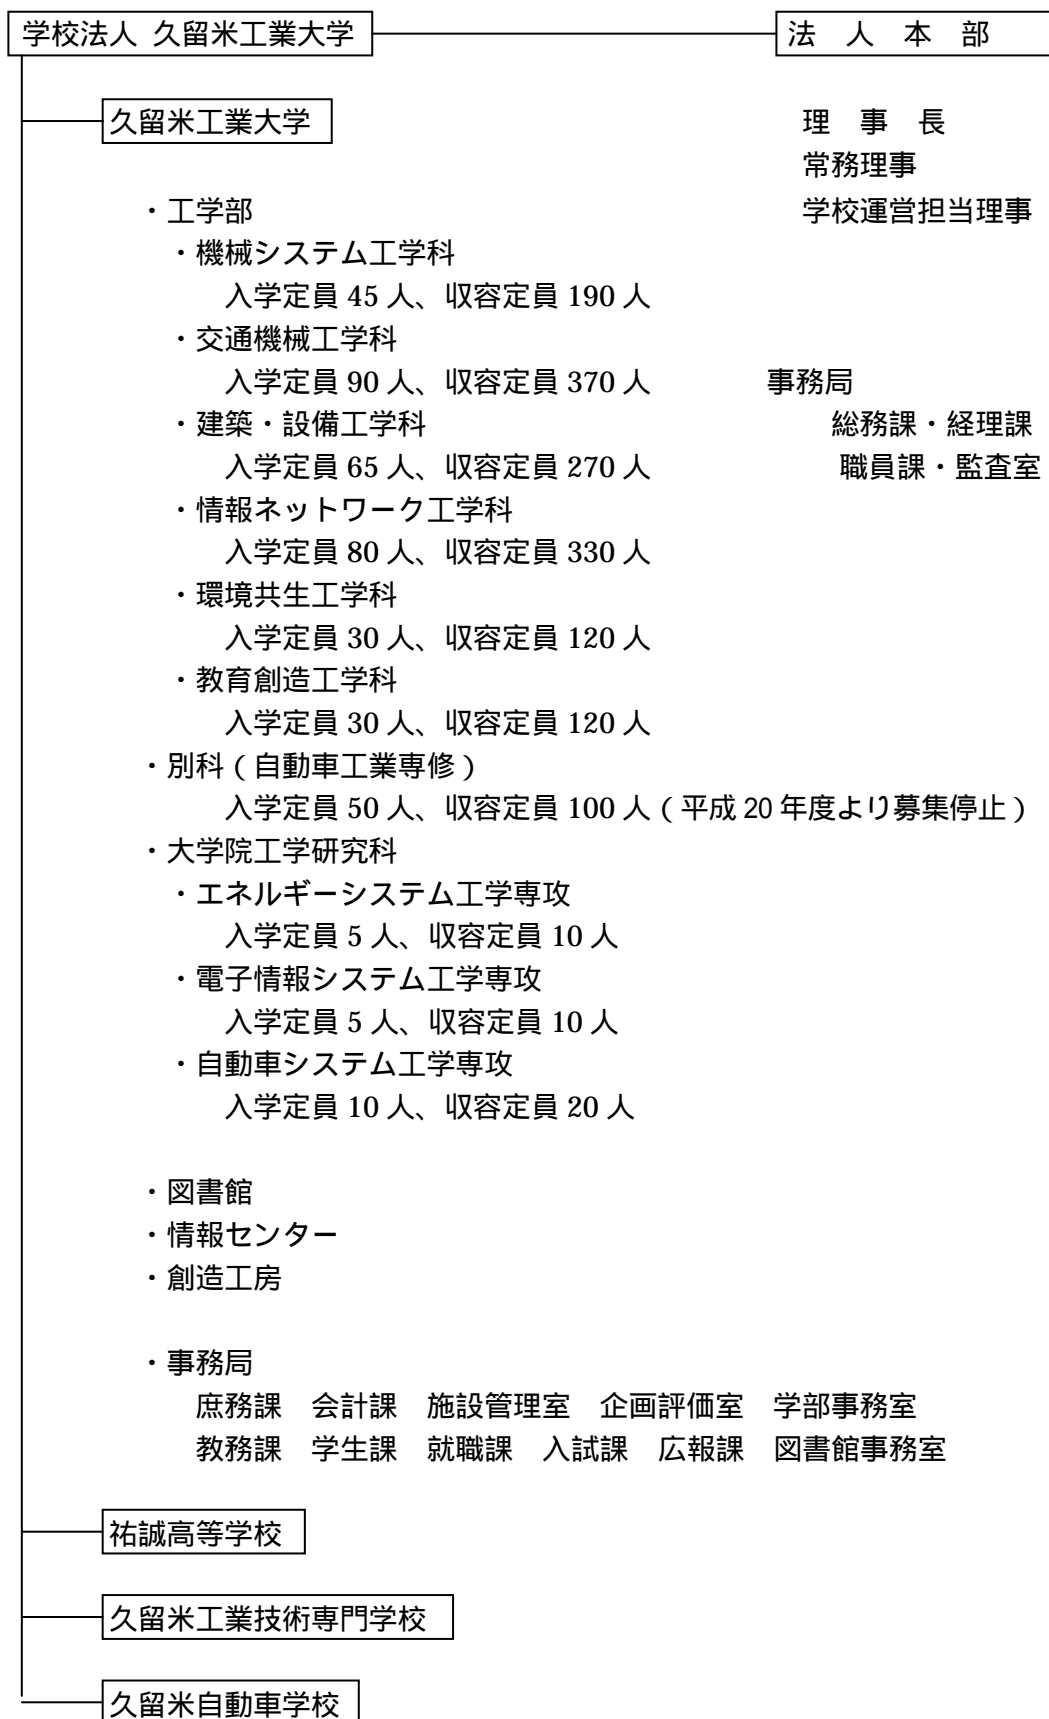 学校法人 久留米工業大学　法　人　本　部
久留米工業大学　理　事　長
常務理事
・工学部　学校運営担当理事
・機械システム工学科
入学定員 45 人、収容定員 190 人
・交通機械工学科
入学定員 90 人、収容定員 370 人　事務局
・建築・設備工学科　総務課・経理課
入学定員 65 人、収容定員 270 人　職員課・監査室
・情報ネットワーク工学科
入学定員 80 人、収容定員 330 人
・環境共生工学科
入学定員 30 人、収容定員 120 人
・教育創造工学科
入学定員 30 人、収容定員 120 人
・別科（自動車工業専修）
入学定員 50 人、収容定員 100 人（平成 20 年度より募集停止）
・大学院工学研究科
・エネルギーシステム工学専攻
入学定員 5 人、収容定員 10 人
・電子情報システム工学専攻
入学定員 5 人、収容定員 10 人
・自動車システム工学専攻
入学定員 10 人、収容定員 20 人
・図書館
・情報センター
・創造工房
・事務局
庶務課　会計課　施設管理室　企画評価室　学部事務室
教務課　学生課　就職課　入試課　広報課　図書館事務室
祐誠高等学校
久留米工業技術専門学校
久留米自動車学校